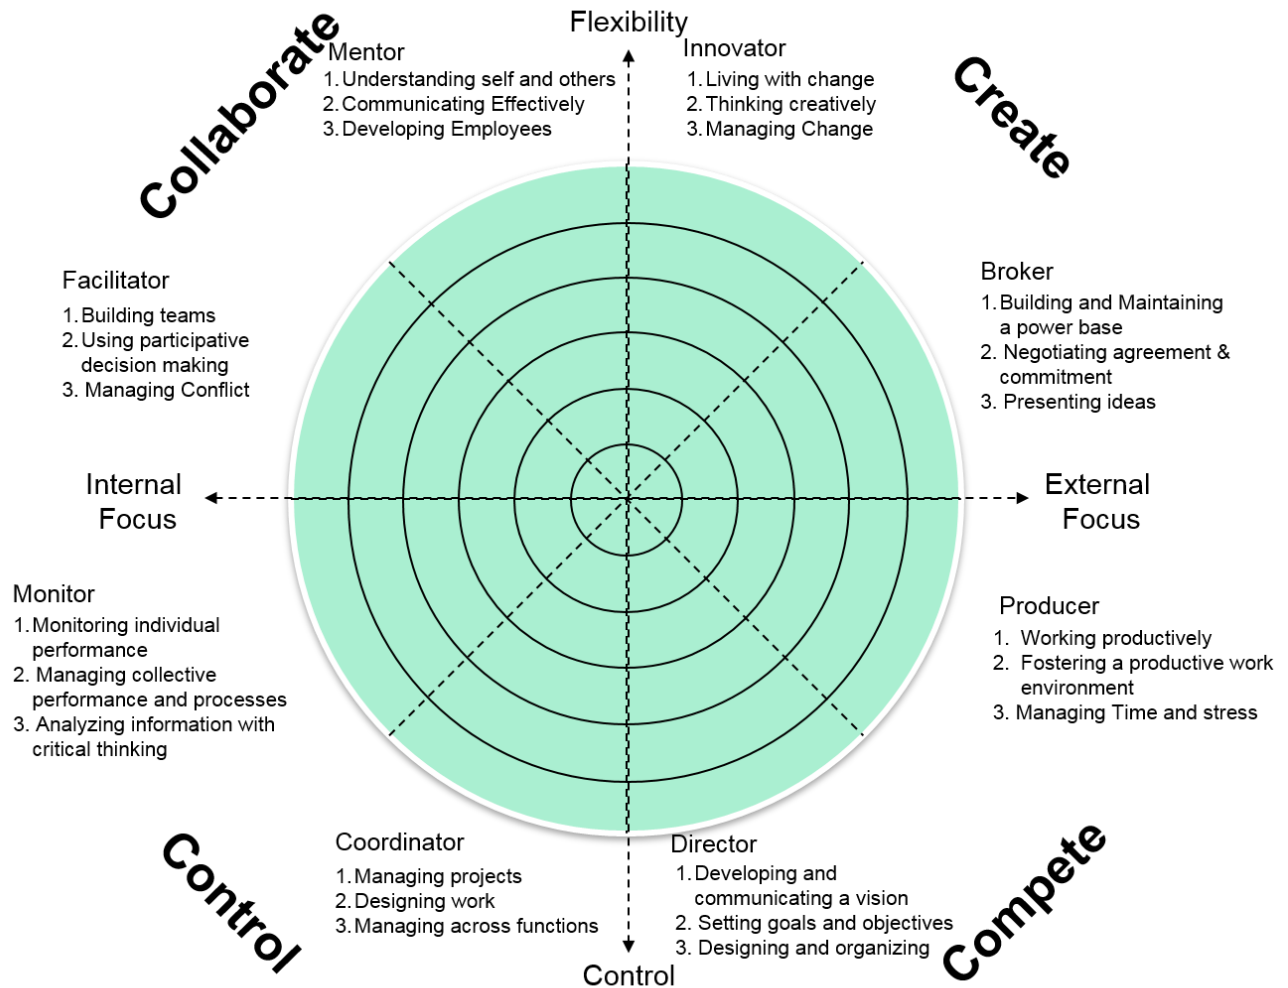 Flexibility
Collaborate
Create
Mentor
1.Understanding self and others
2.Communicating Effectively
3.Developing Employees
Innovator
1.Living with change
2.Thinking creatively
3.Managing Change
Facilitator
1.Building teams
2.Using participative
decision making
3. Managing Conflict
Broker
1.Building and Maintaining
a power base
2. Negotiating agreement &
commitment
3. Presenting ideas
Internal
Focus
External
Focus
Monitor
1.Monitoring individual
performance
2. Managing collective
performance and processes
3. Analyzing information with
critical thinking
Producer
1. Working productively
2. Fostering a productive work
environment
3. Managing Time and stress
Control
Coordinator
1.Managing projects
2.Designing work
3.Managing across functions
Director
1.Developing and
communicating a vision
2. Setting goals and objectives
3. Designing and organizing
Compete
Control